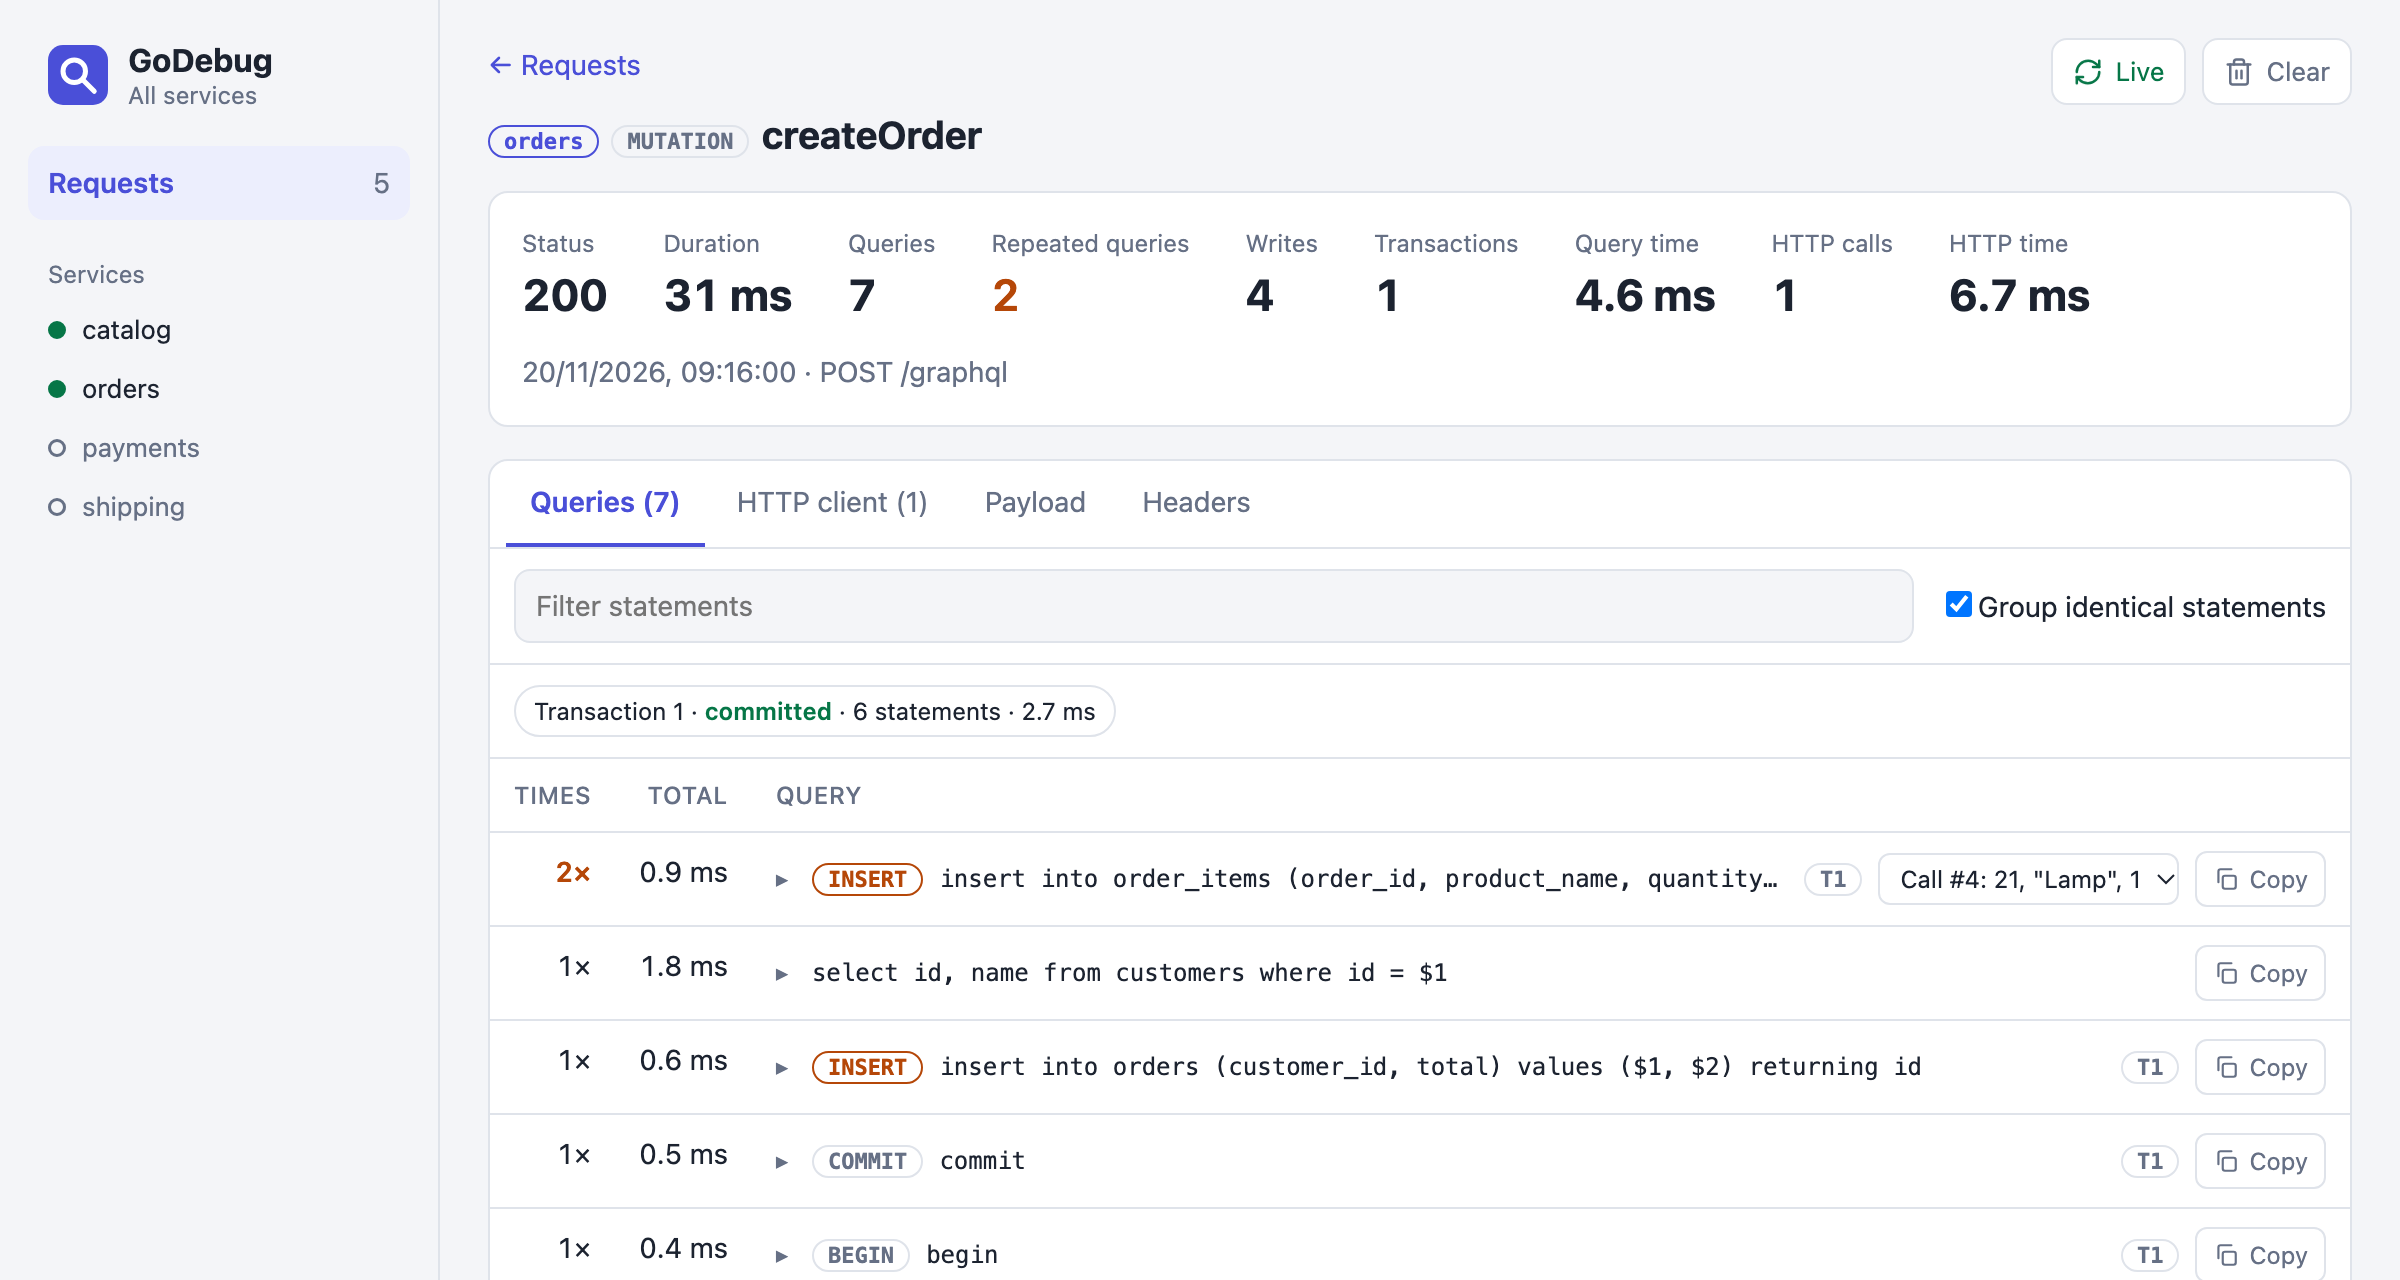 GoDebug
All services
Requests 5
Services
catalog
orders
payments
shipping
← Requests
Live
Clear
orders MUTATION createOrder
Status Duration Queries Repeated queries Writes Transactions Query time HTTP calls HTTP time
200 31 ms 7 2 4 1 4.6 ms 1 6.7 ms
20/11/2026, 09:16:00 · POST /graphql
Queries (7) HTTP client (1) Payload Headers
Filter statements
Group identical statements
Transaction 1 · committed · 6 statements · 2.7 ms
TIMES TOTAL QUERY
2× 0.9 ms ▶ INSERT insert into order_items (order_id, product_name, quantity… T1 Call #4: 21, "Lamp", 1 Copy
1× 1.8 ms ▶ select id, name from customers where id = $1 Copy
1× 0.6 ms ▶ INSERT insert into orders (customer_id, total) values ($1, $2) returning id T1 Copy
1× 0.5 ms ▶ COMMIT commit T1 Copy
1× 0.4 ms ▶ BEGIN begin T1 Copy